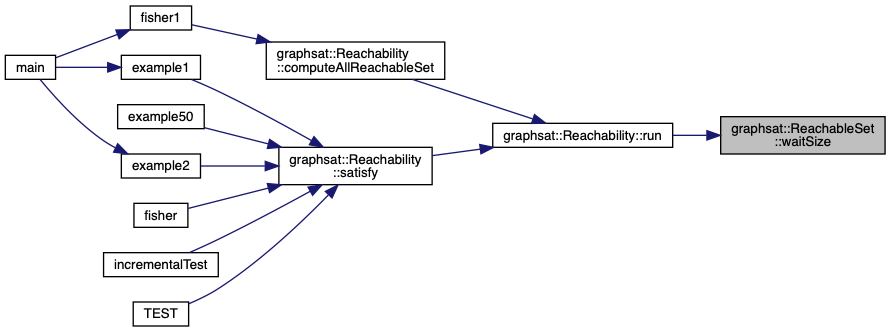 fisher1
main
example1
graphsat::Reachability
::computeAllReachableSet
example50
graphsat::Reachability::run
graphsat::ReachableSet
::waitSize
example2
graphsat::Reachability
::satisfy
fisher
incrementalTest
TEST